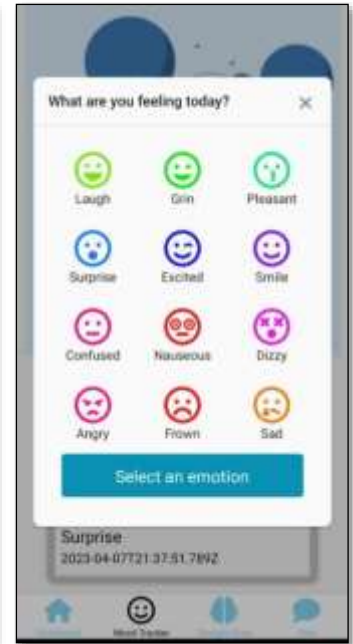 What are you feeling today? ×
Laugh Grin Pleasant
Surprise Excited Smile
Confused Nauseous Dizzy
Angry Frown Sad
Select an emotion
Surprise
2023-04-07T21:37:51.789Z
Mood Tracker